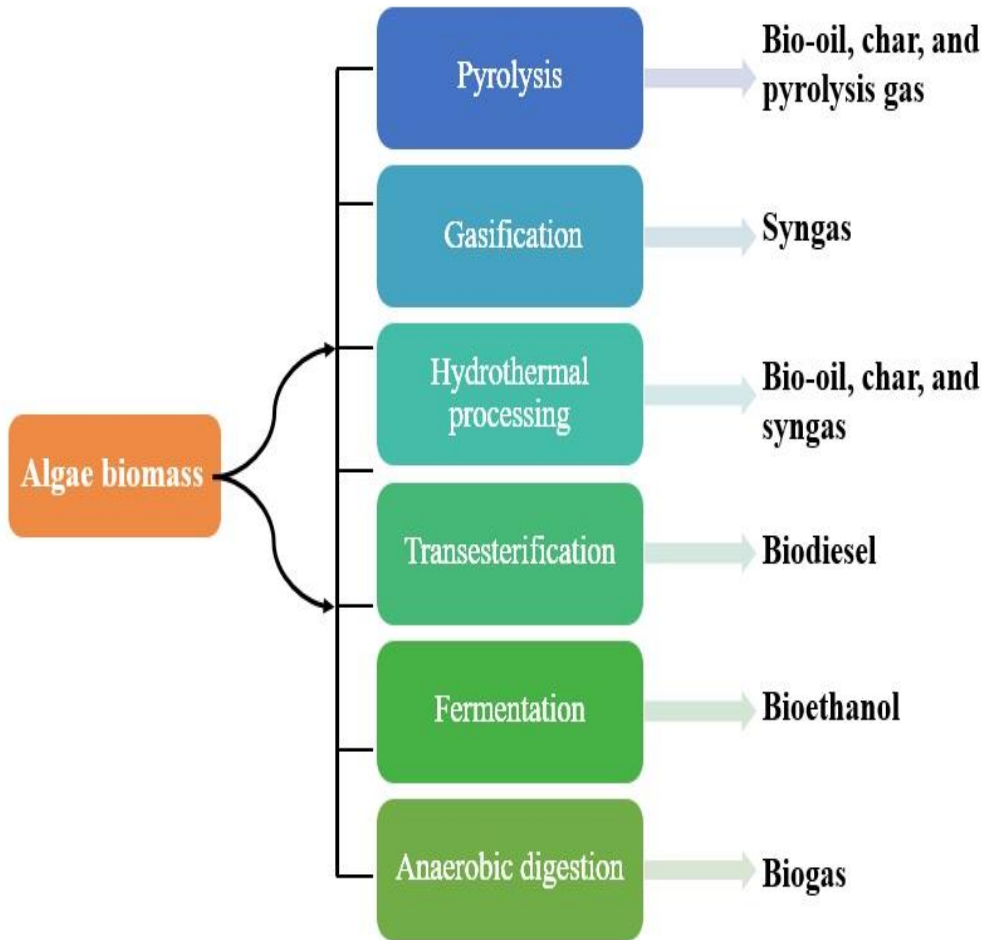 Pyrolysis
Bio-oil, char, and
pyrolysis gas
Gasification
Syngas
Hydrothermal
processing
Bio-oil, char, and
syngas
Algae biomass
Transesterification
Biodiesel
Fermentation
Bioethanol
Anaerobic digestion
Biogas